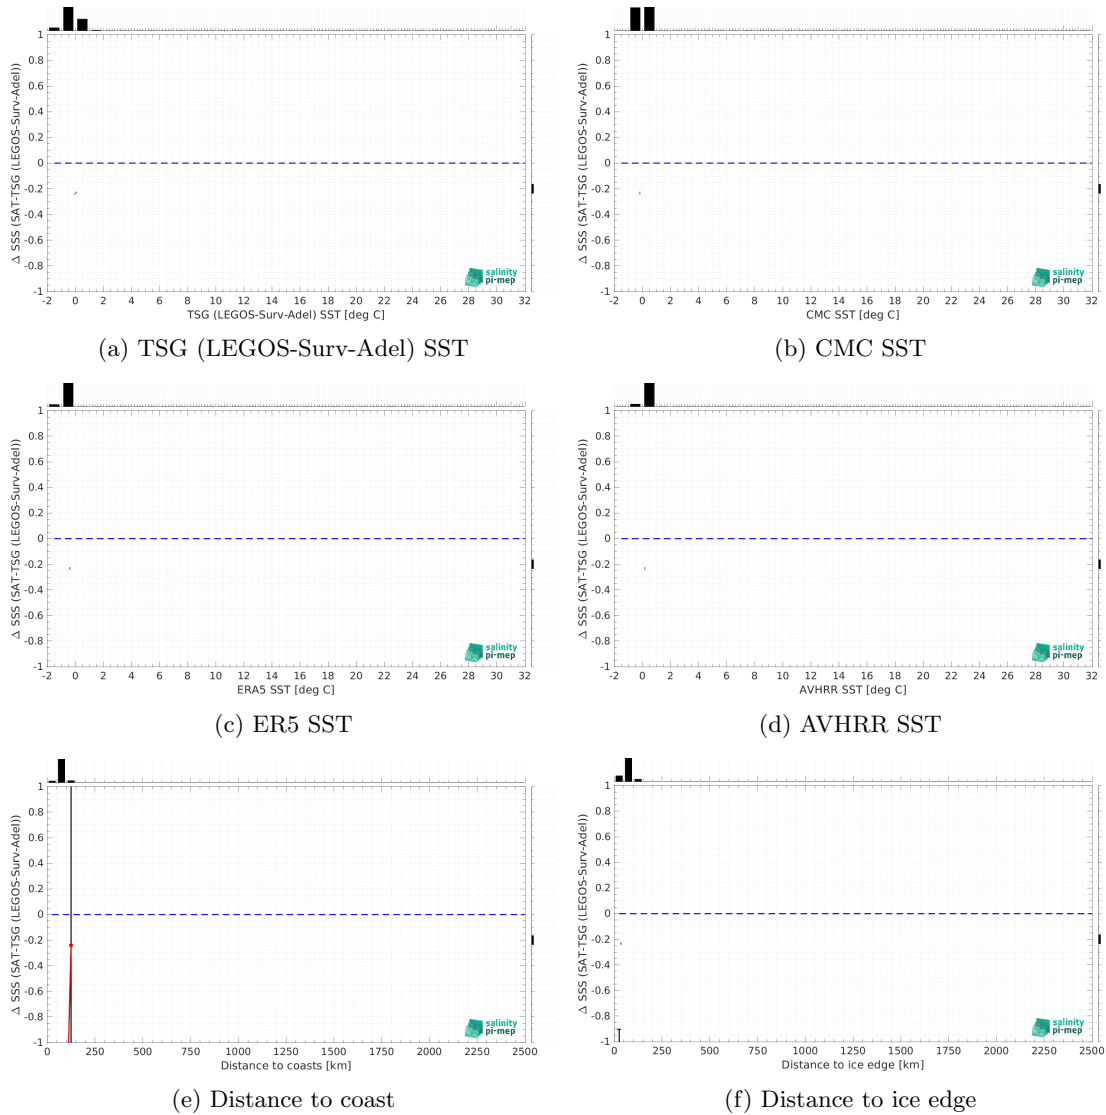 Δ SSS (SAT-TSG (LEGOS-Surv-Adel))
1
0.8
0.6
0.4
0.2
0
-0.2
-0.4
-0.6
-0.8
-1
salinity
pi-mep
-2 0 2 4 6 8 10 12 14 16 18 20 22 24 26 28 30 32
TSG (LEGOS-Surv-Adel) SST [deg C]
(a) TSG (LEGOS-Surv-Adel) SST
Δ SSS (SAT-TSG (LEGOS-Surv-Adel))
1
0.8
0.6
0.4
0.2
0
-0.2
-0.4
-0.6
-0.8
-1
salinity
pi-mep
-2 0 2 4 6 8 10 12 14 16 18 20 22 24 26 28 30 32
CMC SST [deg C]
(b) CMC SST
Δ SSS (SAT-TSG (LEGOS-Surv-Adel))
1
0.8
0.6
0.4
0.2
0
-0.2
-0.4
-0.6
-0.8
-1
salinity
pi-mep
-2 0 2 4 6 8 10 12 14 16 18 20 22 24 26 28 30 32
ERA5 SST [deg C]
(c) ER5 SST
Δ SSS (SAT-TSG (LEGOS-Surv-Adel))
1
0.8
0.6
0.4
0.2
0
-0.2
-0.4
-0.6
-0.8
-1
salinity
pi-mep
-2 0 2 4 6 8 10 12 14 16 18 20 22 24 26 28 30 32
AVHRR SST [deg C]
(d) AVHRR SST
Δ SSS (SAT-TSG (LEGOS-Surv-Adel))
1
0.8
0.6
0.4
0.2
0
-0.2
-0.4
-0.6
-0.8
-1
salinity
pi-mep
0 250 500 750 1000 1250 1500 1750 2000 2250 2500
Distance to coasts [km]
(e) Distance to coast
Δ SSS (SAT-TSG (LEGOS-Surv-Adel))
1
0.8
0.6
0.4
0.2
0
-0.2
-0.4
-0.6
-0.8
-1
salinity
pi-mep
0 250 500 750 1000 1250 1500 1750 2000 2250 2500
Distance to ice edge [km]
(f) Distance to ice edge